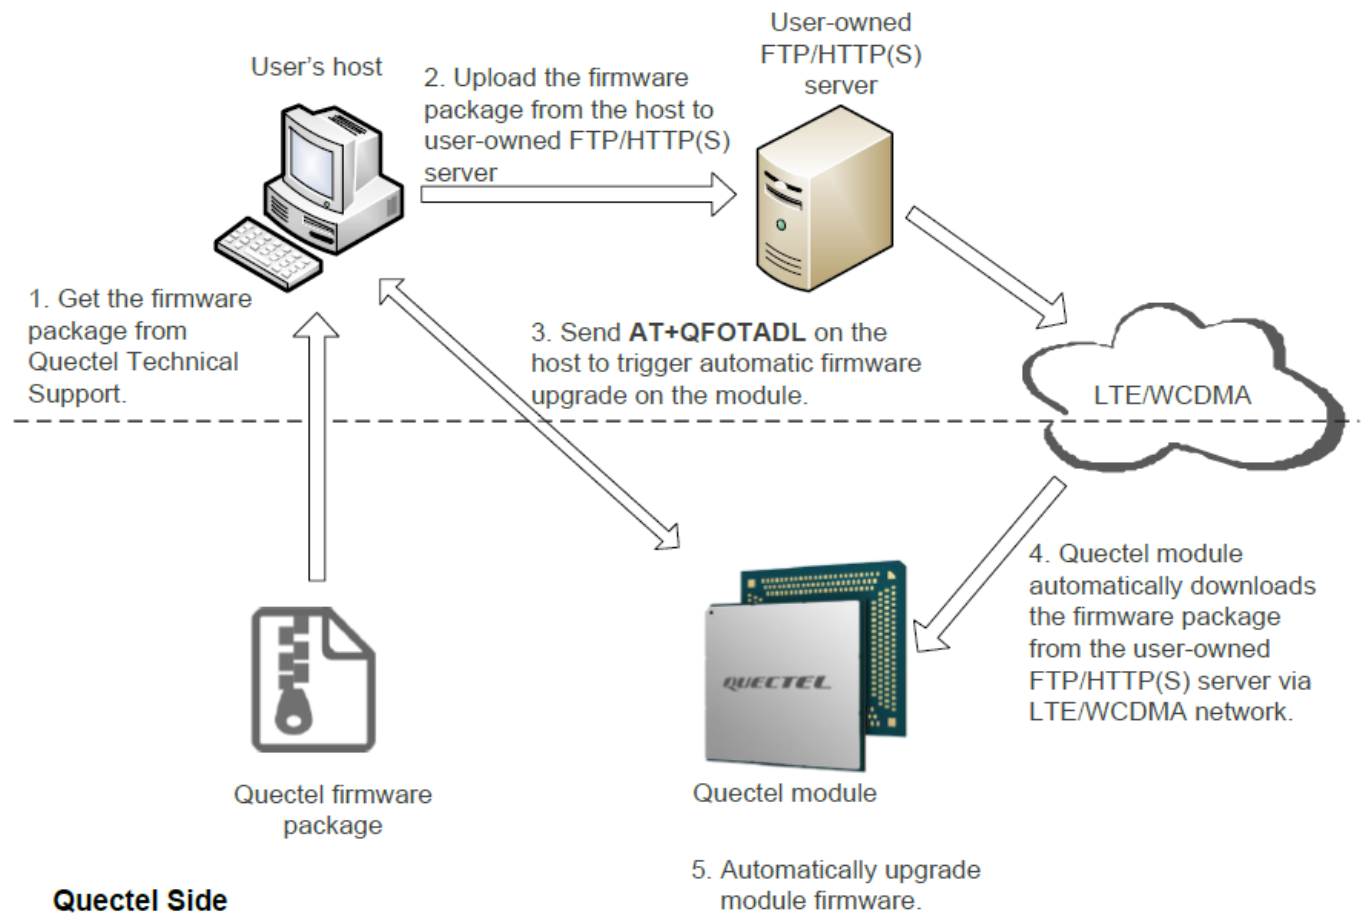 User-owned
FTP/HTTP(S)
server
User's host
2. Upload the firmware
package from the host to
user-owned FTP/HTTP(S)
server
1. Get the firmware
package from
Quectel Technical
Support.
3. Send AT+QFOTADL on the
host to trigger automatic firmware
upgrade on the module.
LTE/WCDMA
4. Quectel module
automatically downloads
the firmware package
from the user-owned
FTP/HTTP(S) server via
LTE/WCDMA network.
QUECTEL
Quectel firmware
package
Quectel module
5. Automatically upgrade
module firmware.
Quectel Side